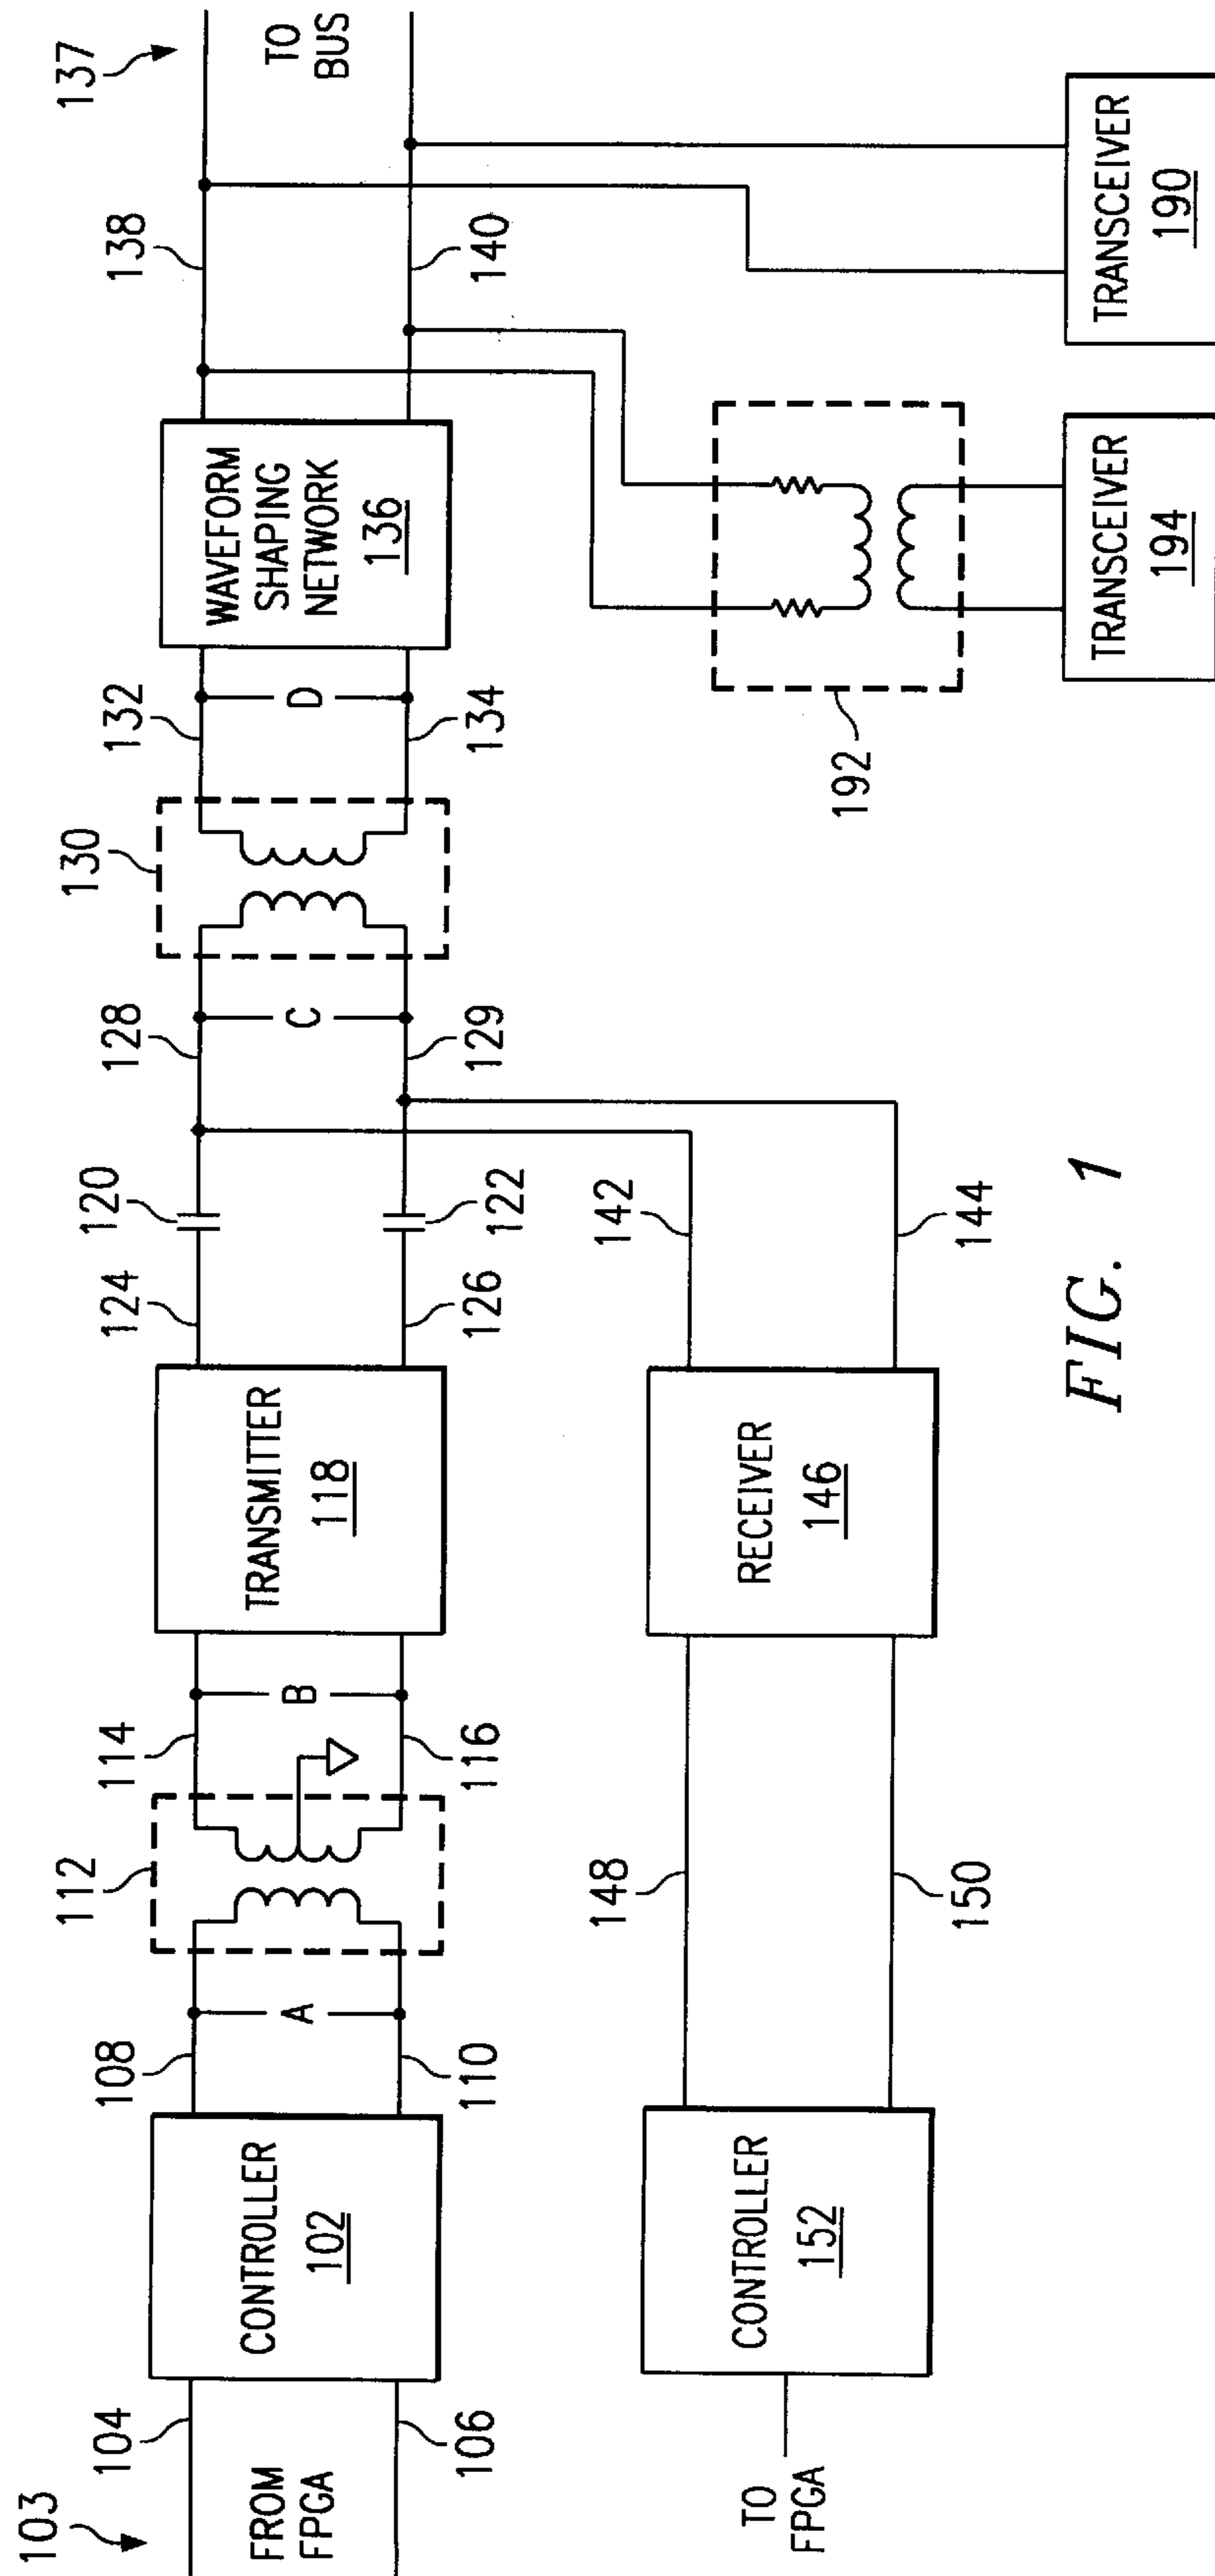 103
FROM
FPGA
104
106
CONTROLLER
102
108
110
A
112
114
116
B
TRANSMITTER
118
124
126
120
122
128
129
C
130
132
134
D
WAVEFORM
SHAPING
NETWORK
136
138
140
137
TO
BUS
TO
FPGA
CONTROLLER
152
148
150
RECEIVER
146
142
144
192
TRANSCEIVER
194
TRANSCEIVER
190
FIG. 1